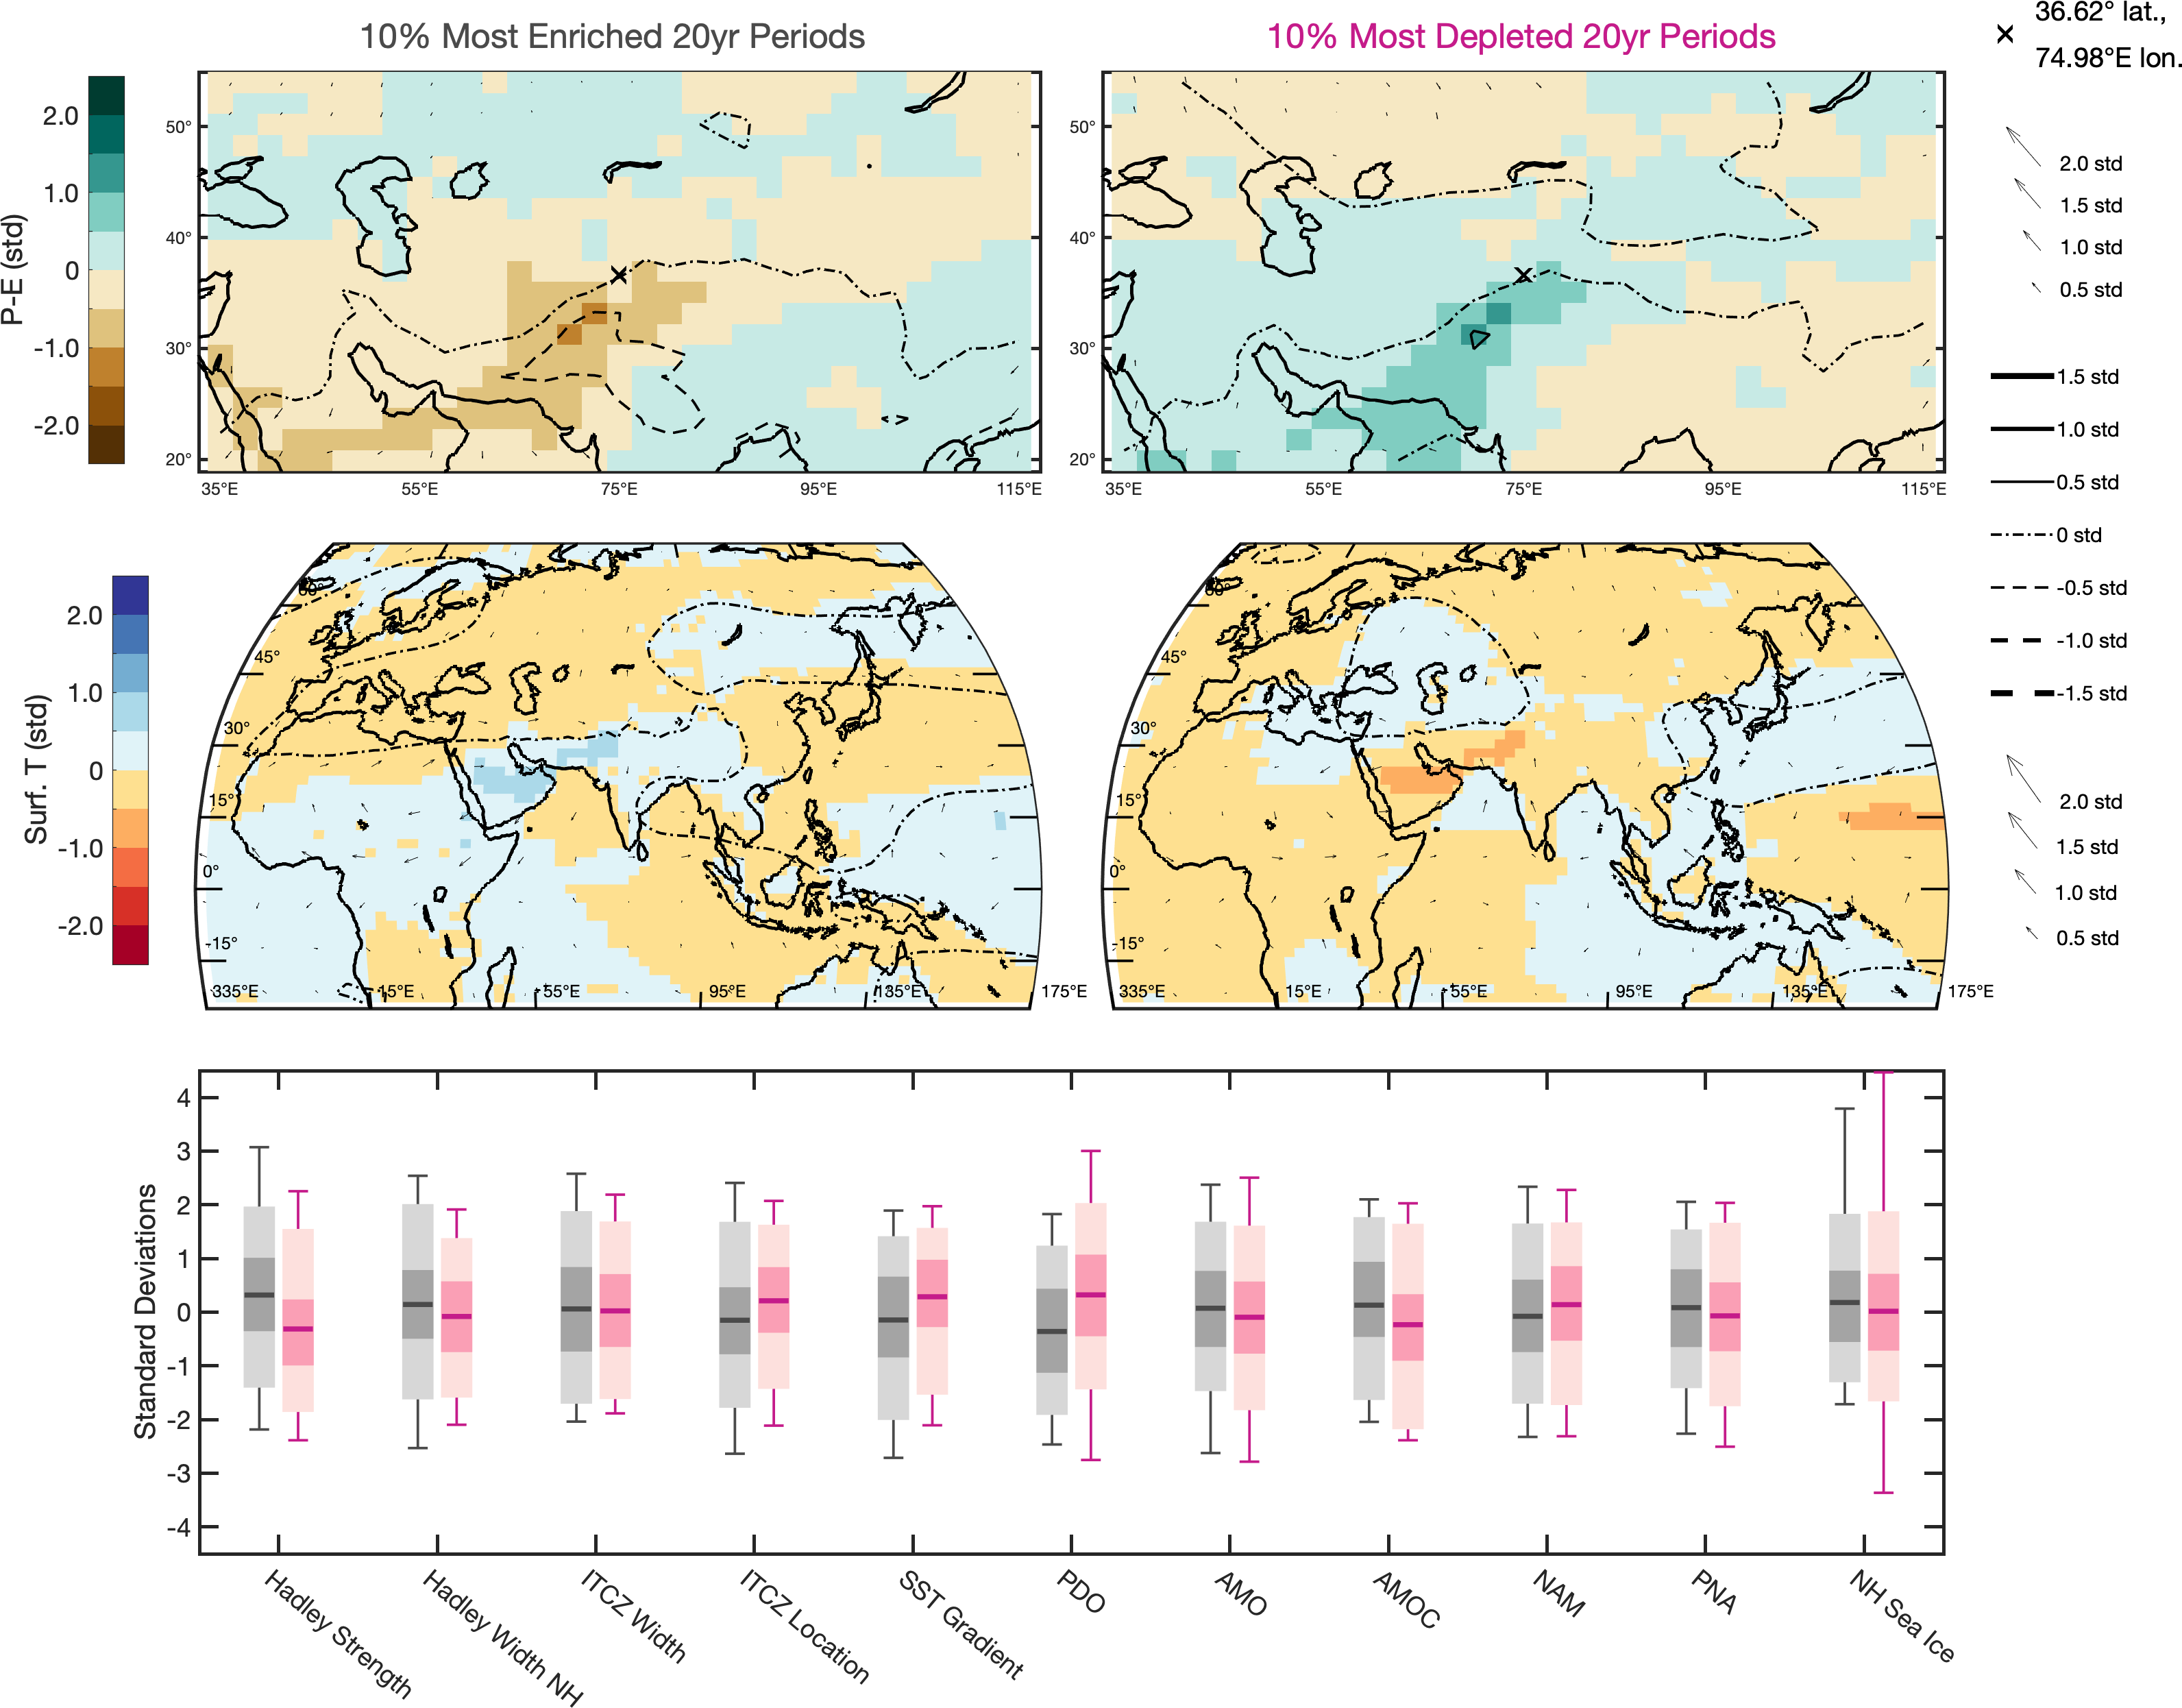 10% Most Enriched 20yr Periods
10% Most Depleted 20yr Periods
36.62° lat.,
74.98°E lon.
P-E (std)
2.0
1.0
0
-1.0
-2.0
50°
40°
30°
20°
35°E 55°E 75°E 95°E 115°E
50°
40°
30°
20°
35°E 55°E 75°E 95°E 115°E
2.0 std
1.5 std
1.0 std
0.5 std
1.5 std
1.0 std
0.5 std
0 std
-0.5 std
-1.0 std
-1.5 std
Surf. T (std)
2.0
1.0
0
-1.0
-2.0
60°
45°
30°
15°
0°
-15°
335°E 15°E 55°E 95°E 135°E 175°E
60°
45°
30°
15°
0°
-15°
335°E 15°E 55°E 95°E 135°E 175°E
2.0 std
1.5 std
1.0 std
0.5 std
Standard Deviations
4
3
2
1
0
-1
-2
-3
-4
Hadley Strength
Hadley Width NH
ITCZ Width
ITCZ Location
SST Gradient
PDO
AMO
AMOC
NAM
PNA
NH Sea Ice